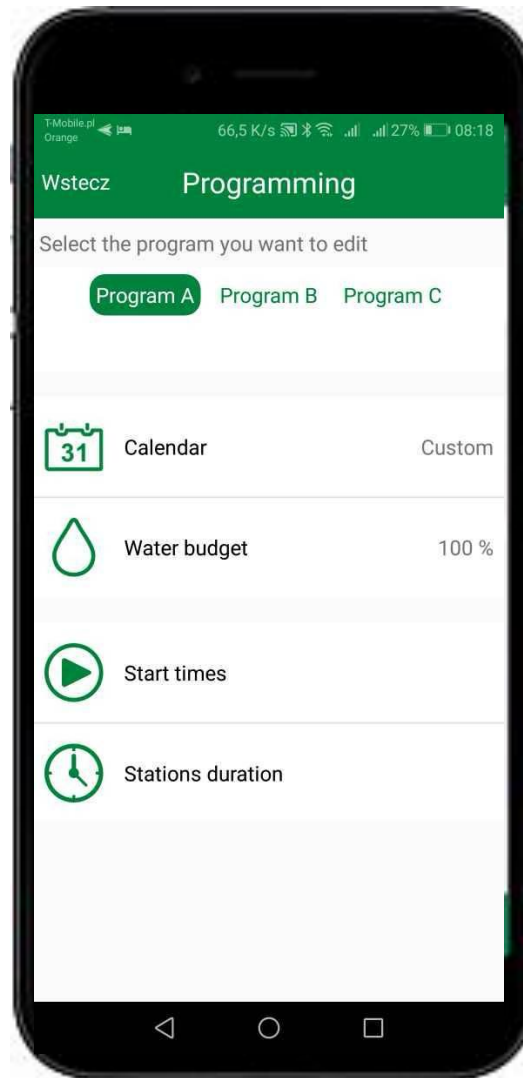 T-Mobile.pl
Orange
66,5 K/s 27% 08:18
Wstecz Programming
Select the program you want to edit
Program A Program B Program C
31 Calendar Custom
Water budget 100 %
Start times
Stations duration